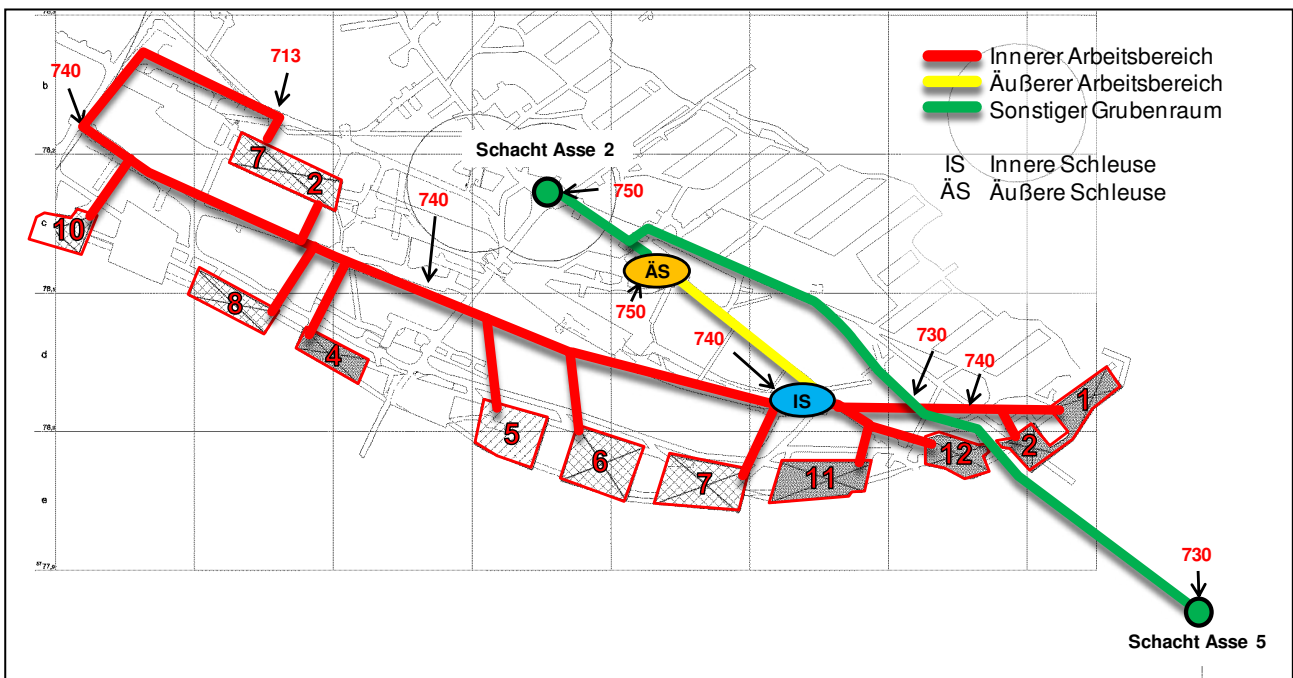 Innerer Arbeitsbereich
Äußerer Arbeitsbereich
Sonstiger Grubenraum
IS Innere Schleuse
ÄS Äußere Schleuse
740
713
b
7
2
Schacht Asse 2
750
740
10
c
8
ÄS
750
4
d
740
IS
730
740
1
5
6
7
11
12
2
e
730
Schacht Asse 5